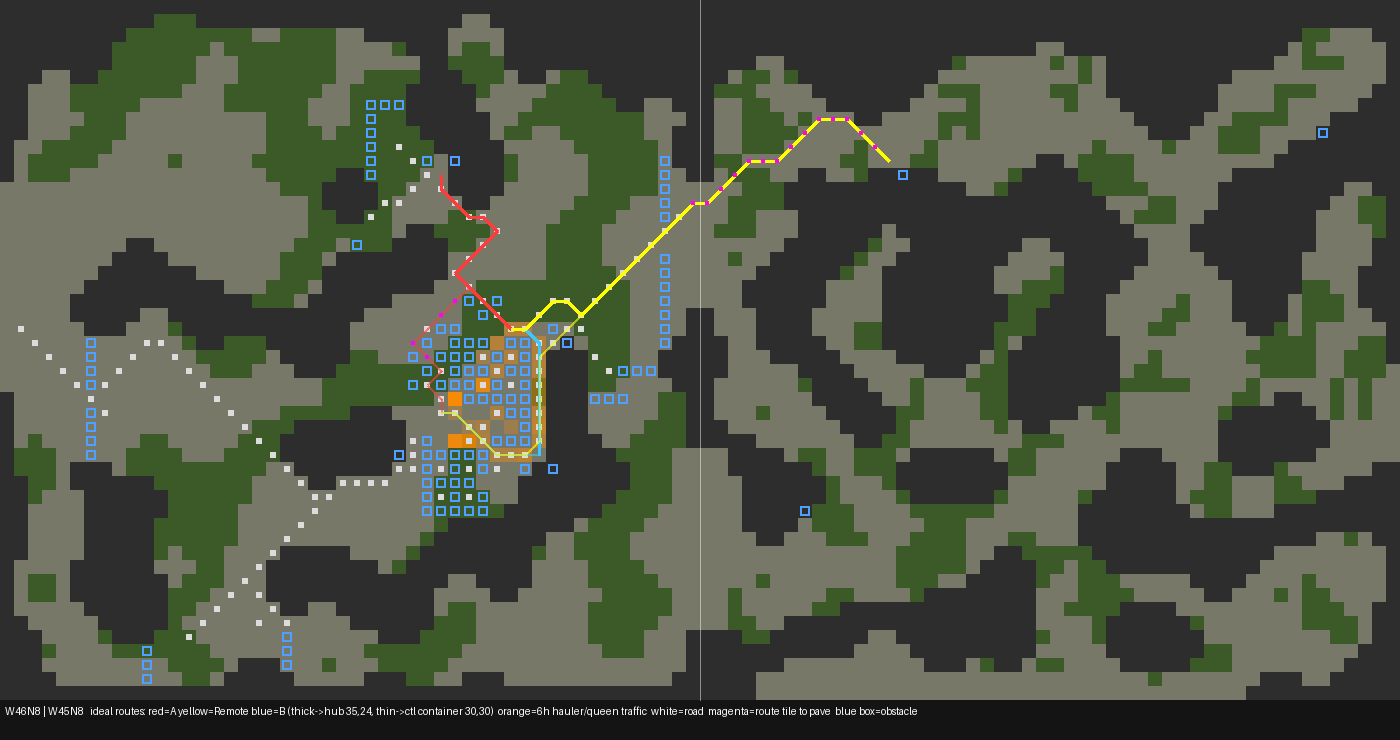 W46N8 | W45N8   ideal routes: red=A yellow=Remote blue=B (thick->hub 35,24, thin->ctl container 30,30)  orange=6h hauler/queen traffic  white=road  magenta=route tile to pave  blue box=obstacle